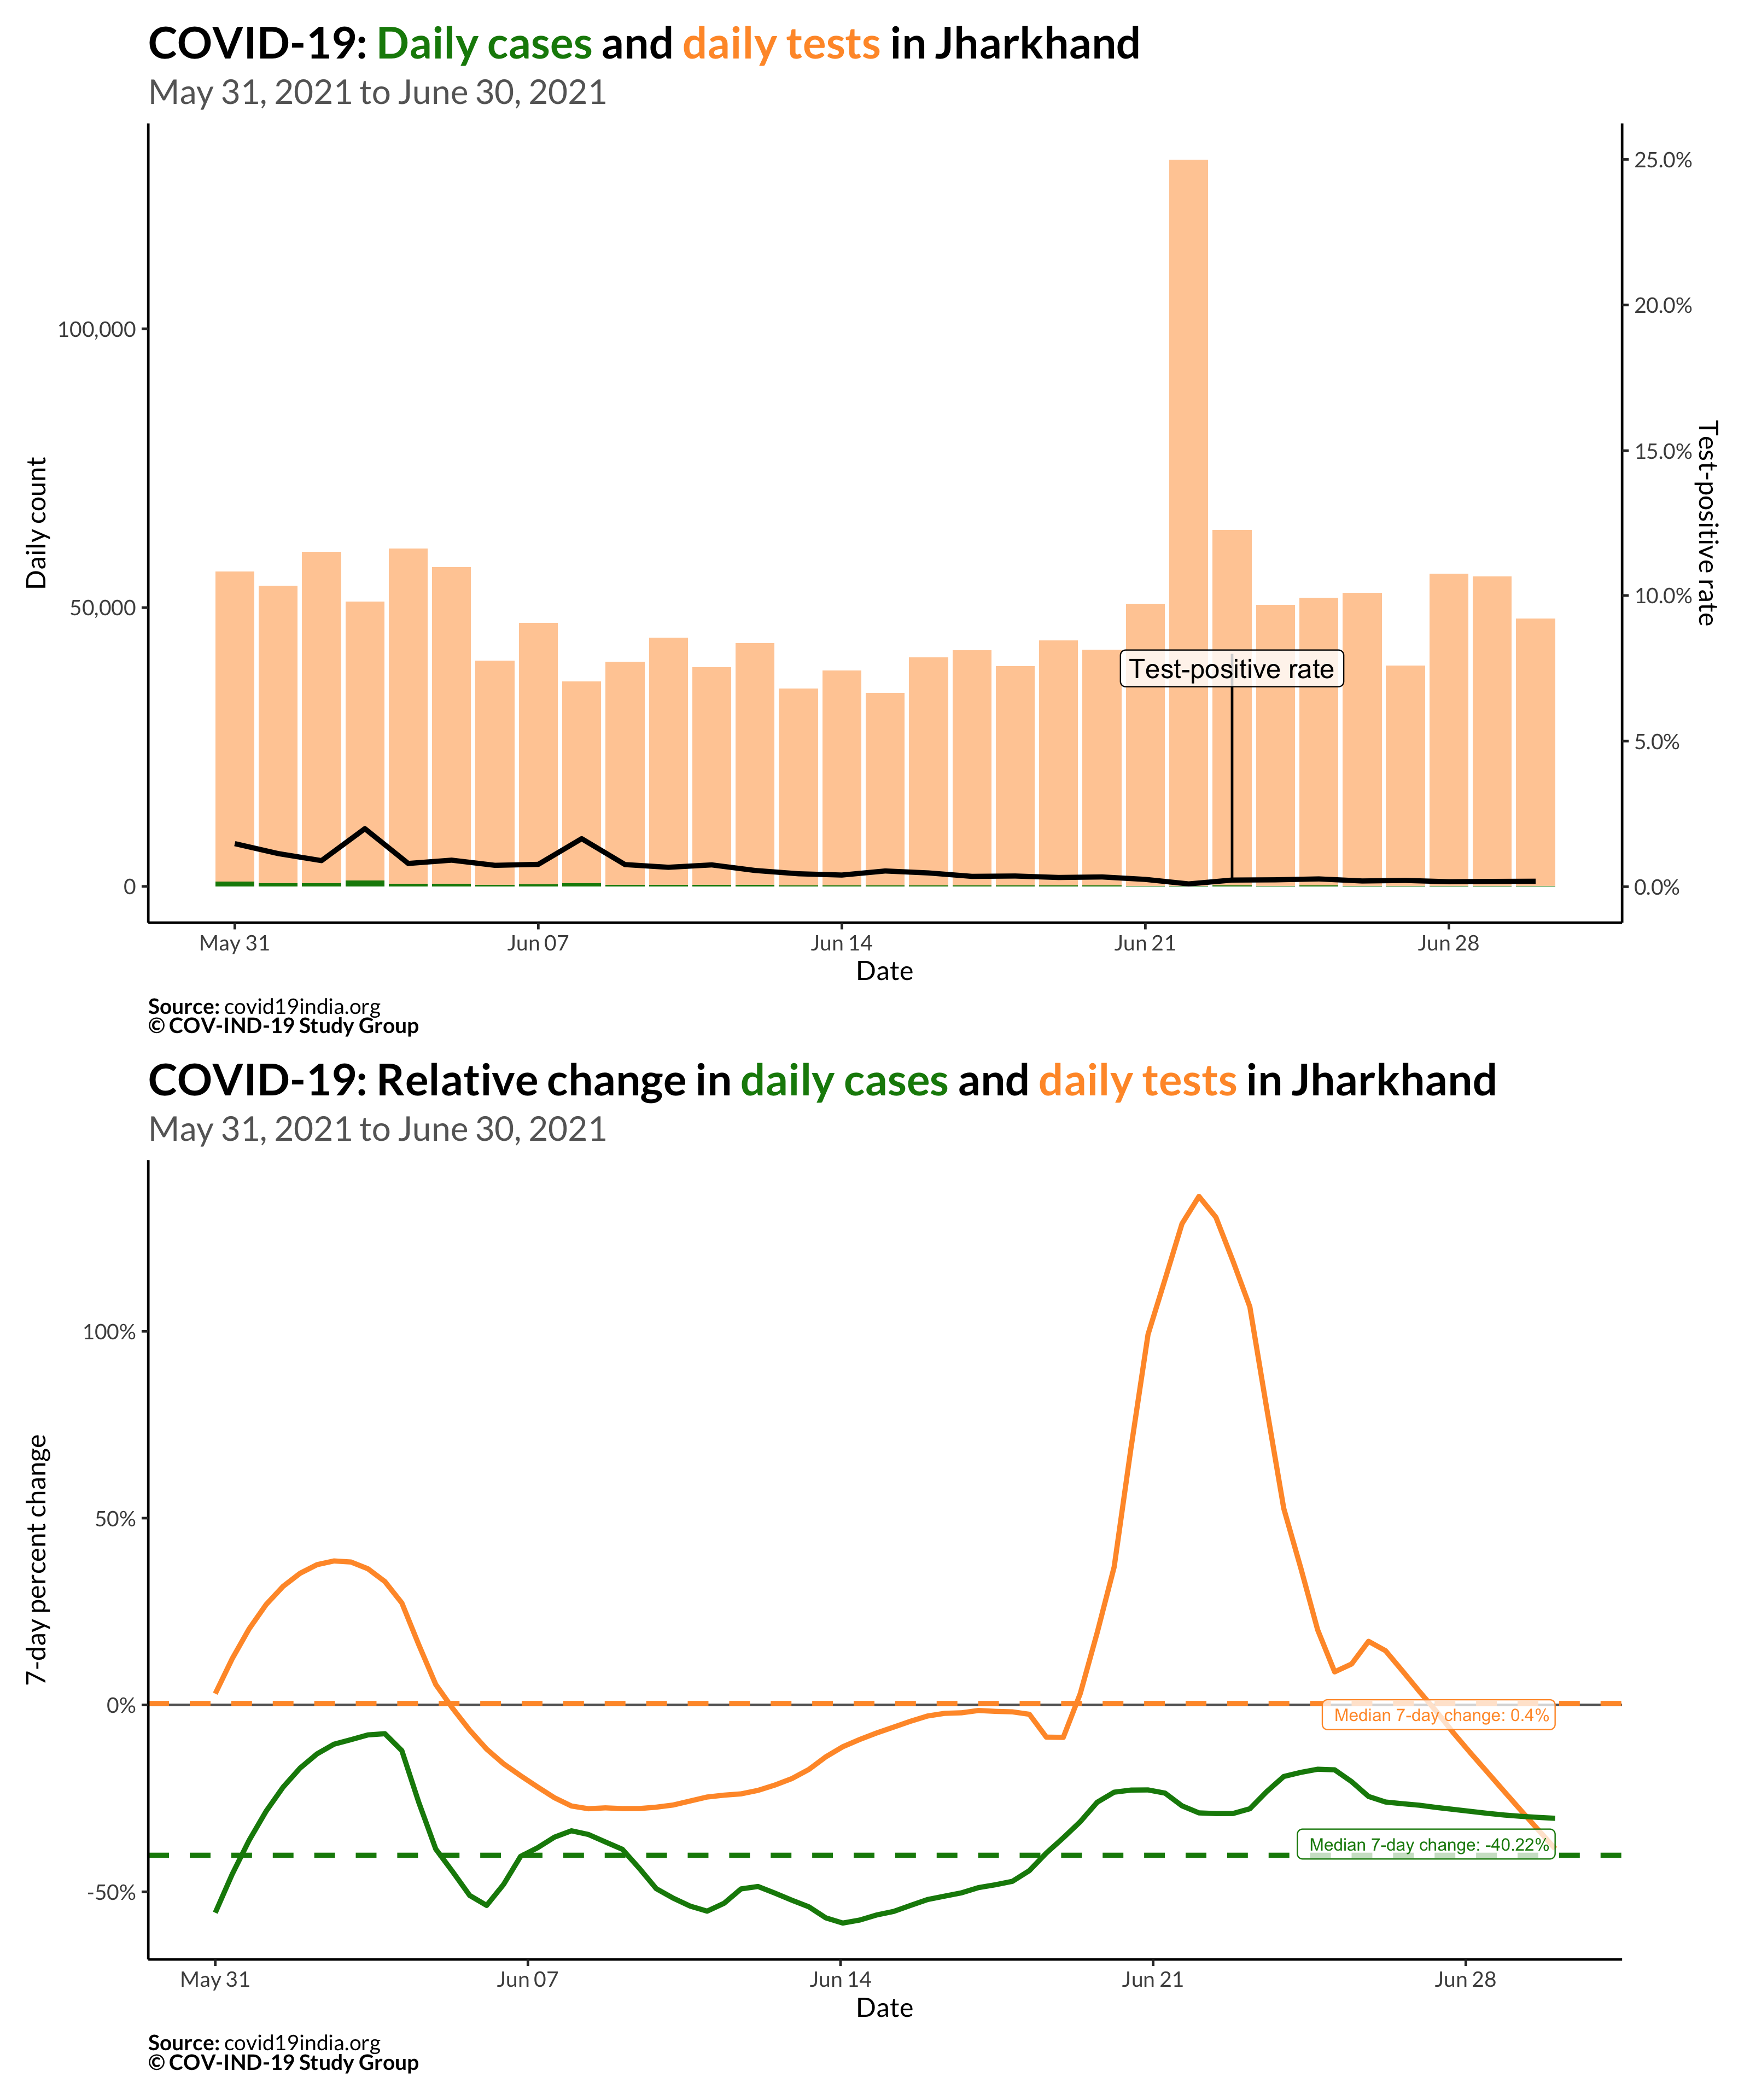 COVID-19: Daily cases and daily tests in Jharkhand
May 31, 2021 to June 30, 2021
Daily count
100,000
50,000
0
25.0%
20.0%
15.0%
10.0%
5.0%
0.0%
Test-positive rate
Test-positive rate
May 31
Jun 07
Jun 14
Jun 21
Jun 28
Date
Source: covid19india.org
© COV-IND-19 Study Group
COVID-19: Relative change in daily cases and daily tests in Jharkhand
May 31, 2021 to June 30, 2021
7-day percent change
100%
50%
0%
-50%
Median 7-day change: 0.4%
Median 7-day change: -40.22%
May 31
Jun 07
Jun 14
Jun 21
Jun 28
Date
Source: covid19india.org
© COV-IND-19 Study Group